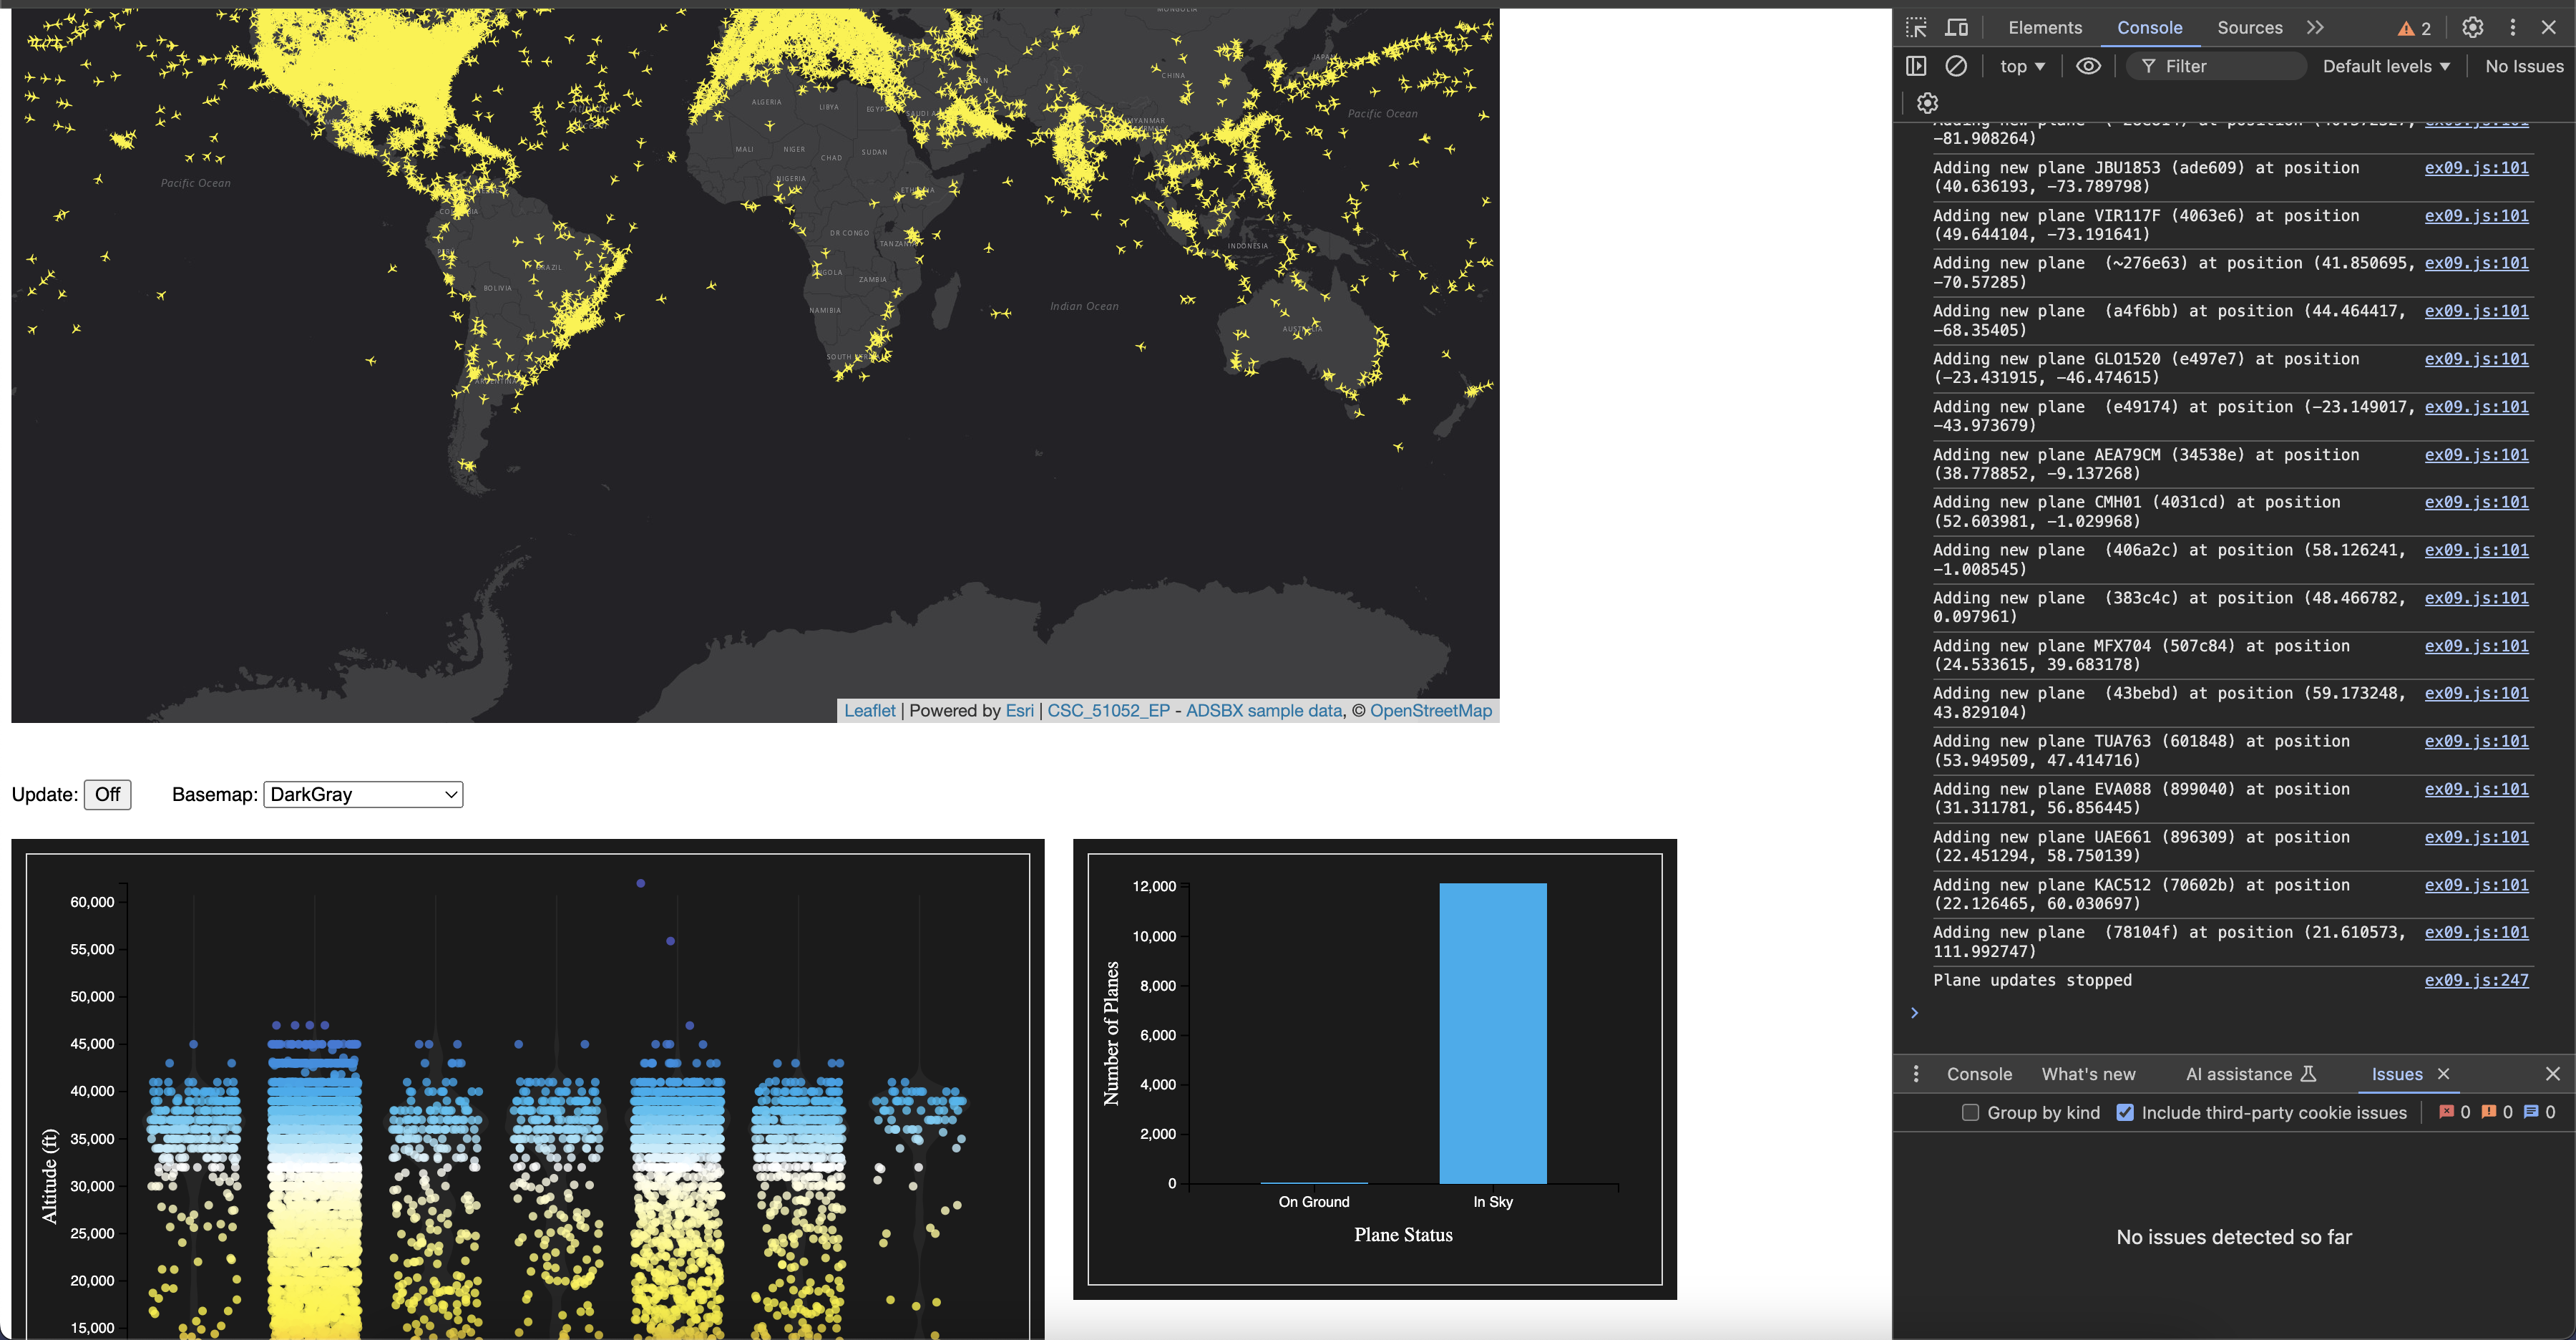 MONGOLIA
JAPAN
CHINA
Pacific Ocean
ALGERIA
LIBYA
EGYPT
SAUDI A
MYANMAR
MALI
NIGER
CHAD
SUDAN
NIGERIA
Pacific Ocean
DR CONGO
TANZANIA
INDONESIA
BRAZIL
BOLIVIA
ZAMBIA
Indian Ocean
NAMIBIA
Leaflet | Powered by Esri | CSC_51052_EP - ADSBX sample data, © OpenStreetMap
Update: Off Basemap: DarkGray
Altitude (ft)
60,000
55,000
50,000
45,000
40,000
35,000
30,000
25,000
20,000
15,000
Number of Planes
12,000
10,000
8,000
6,000
4,000
2,000
0
On Ground In Sky
Plane Status
Elements Console Sources 2
top Filter Default levels No Issues
-81.908264)
Adding new plane JBU1853 (ade609) at position ex09.js:101
(40.636193, -73.789798)
Adding new plane VIR117F (4063e6) at position ex09.js:101
(49.644104, -73.191641)
Adding new plane (~276e63) at position (41.850695, ex09.js:101
-70.57285)
Adding new plane (a4f6bb) at position (44.464417, ex09.js:101
-68.35405)
Adding new plane GLO1520 (e497e7) at position ex09.js:101
(-23.431915, -46.474615)
Adding new plane (e49174) at position (-23.149017, ex09.js:101
-43.973679)
Adding new plane AEA79CM (34538e) at position ex09.js:101
(38.778852, -9.137268)
Adding new plane CMH01 (4031cd) at position ex09.js:101
(52.603981, -1.029968)
Adding new plane (406a2c) at position (58.126241, ex09.js:101
-1.008545)
Adding new plane (383c4c) at position (48.466782, ex09.js:101
0.097961)
Adding new plane MFX704 (507c84) at position ex09.js:101
(24.533615, 39.683178)
Adding new plane (43bebd) at position (59.173248, ex09.js:101
43.829104)
Adding new plane TUA763 (601848) at position ex09.js:101
(53.949509, 47.414716)
Adding new plane EVA088 (899040) at position ex09.js:101
(31.311781, 56.856445)
Adding new plane UAE661 (896309) at position ex09.js:101
(22.451294, 58.750139)
Adding new plane KAC512 (70602b) at position ex09.js:101
(22.126465, 60.030697)
Adding new plane (78104f) at position (21.610573, ex09.js:101
111.992747)
Plane updates stopped ex09.js:247
Console What's new AI assistance Issues
Group by kind Include third-party cookie issues 0 0 0
No issues detected so far